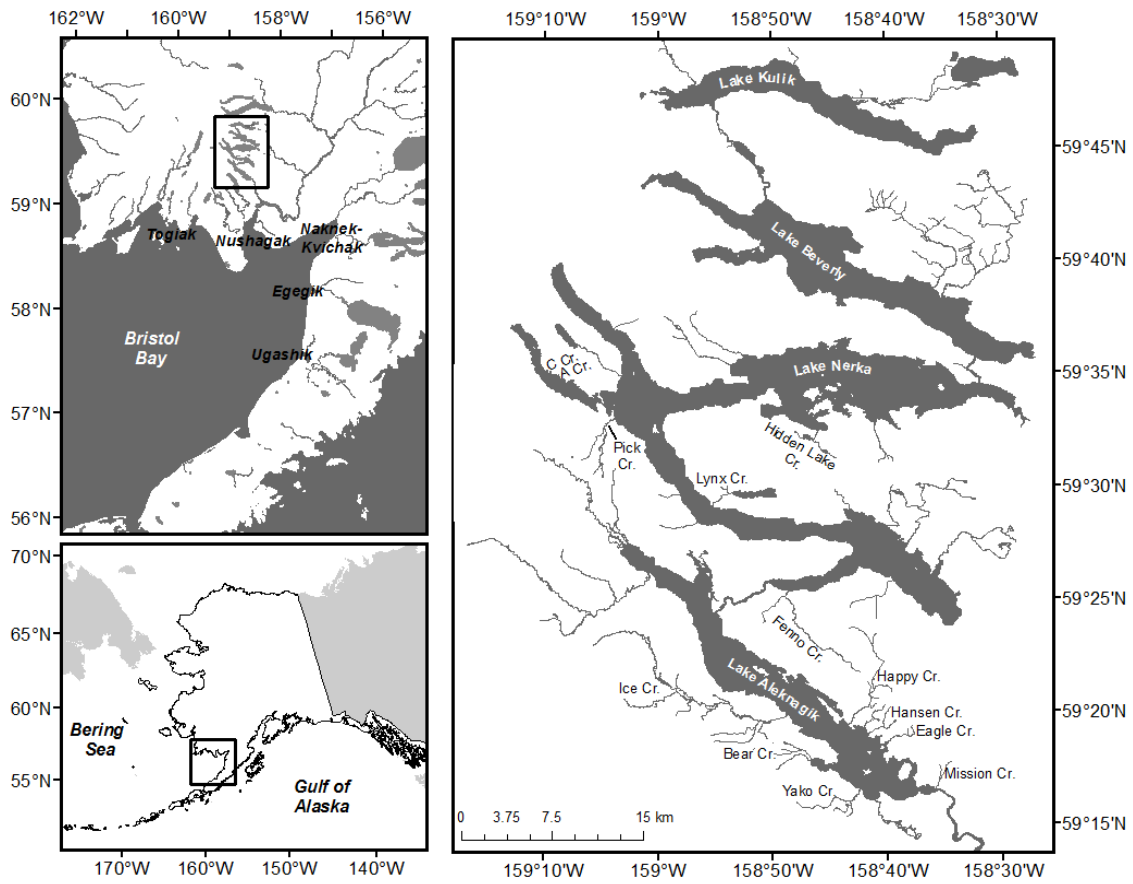 162°W 160°W 158°W 156°W
60°N
59°N
58°N
57°N
56°N
Togiak
Nushagak
Naknek-
Kvichak
Egegik
Ugashik
Bristol
Bay
70°N
65°N
60°N
55°N
Bering
Sea
Gulf of
Alaska
170°W 160°W 150°W 140°W
159°10'W 159°W 158°50'W 158°40'W 158°30'W
Lake Kulik
59°45'N
Lake Beverly
59°40'N
C Cr.
A Cr.
Lake Nerka
59°35'N
Pick
Cr.
Hidden Lake
Cr.
Lynx Cr.
59°30'N
59°25'N
Fenno Cr.
Ice Cr.
Lake Aleknagik
Happy Cr.
Hansen Cr.
59°20'N
Eagle Cr.
Bear Cr.
Mission Cr.
Yako Cr.
59°15'N
0 3.75 7.5 15 km
159°10'W 159°W 158°50'W 158°40'W 158°30'W